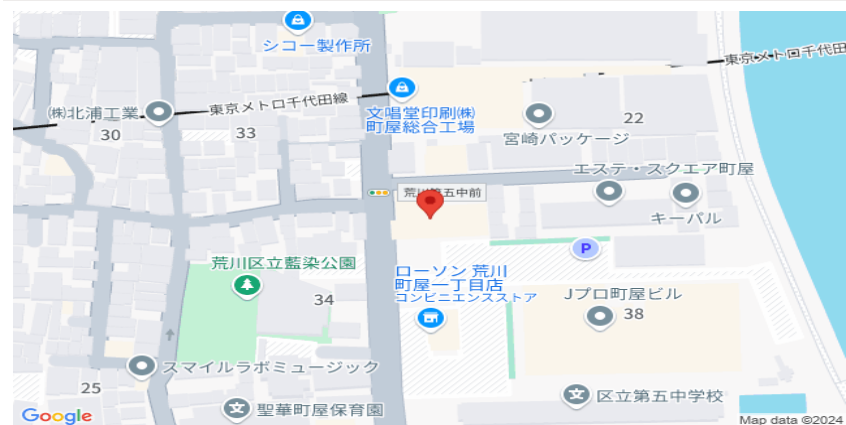 シコー製作所
東京メトロ千代田
㈱北浦工業
30
東京メトロ千代田線
33
文唱堂印刷㈱
町屋総合工場
22
宮崎パッケージ
エステ・スクエア町屋
荒川第五中前
キーパル
P
荒川区立藍染公園
34
ローソン 荒川
町屋一丁目店
コンビニエンスストア
Jプロ町屋ビル
38
スマイルラボミュージック
25
聖華町屋保育園
文
区立第五中学校
文
Google
Map data ©2024